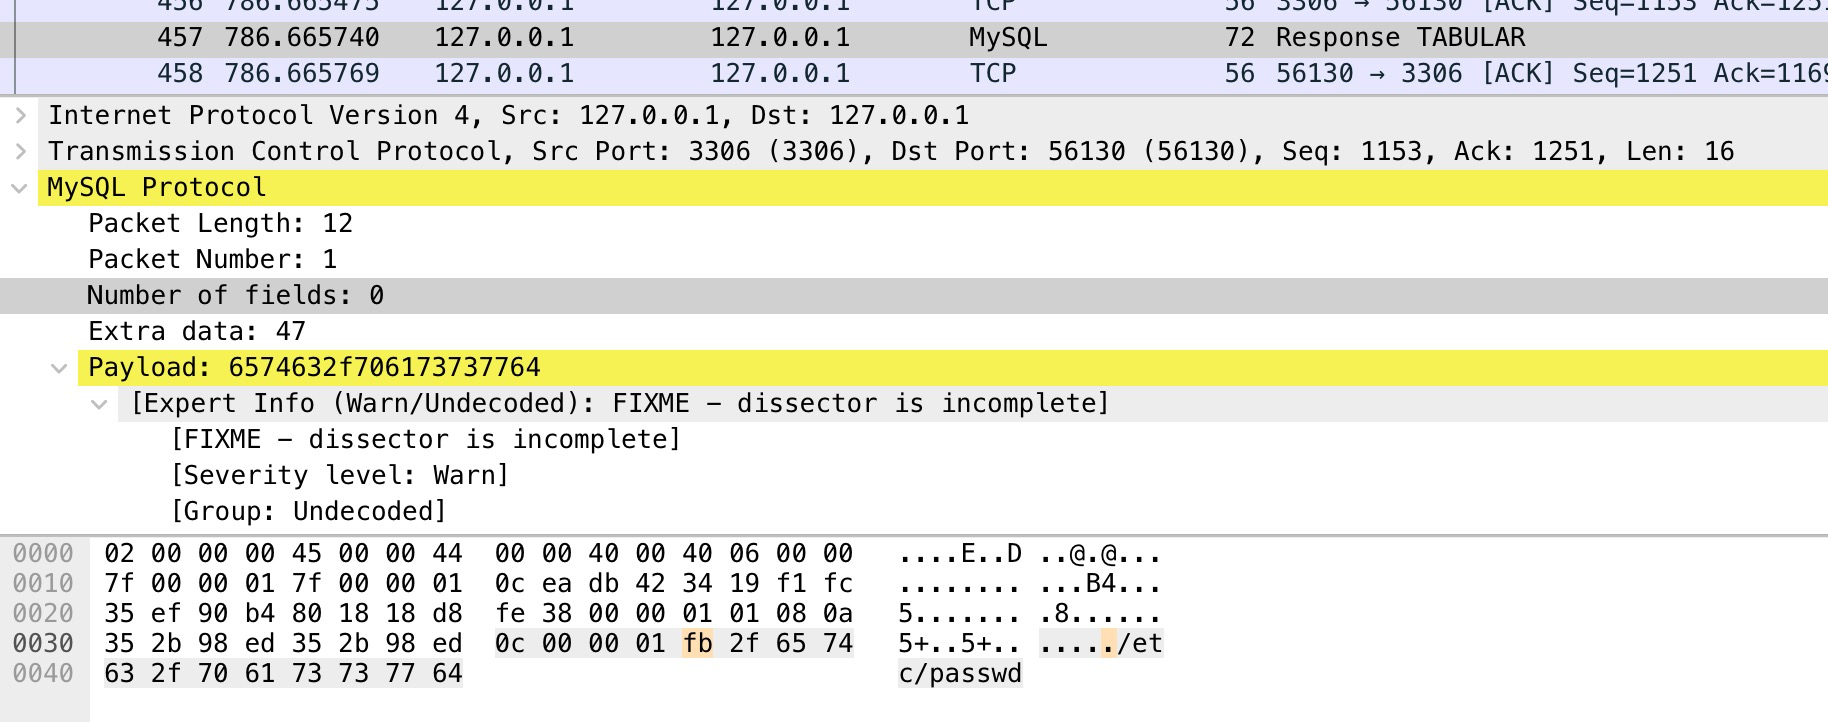 456 786.665475 127.0.0.1 127.0.0.1 TCP 56 3306 → 56130 [ACK] Seq=1153 Ack=1251
457 786.665740 127.0.0.1 127.0.0.1 MySQL 72 Response TABULAR
458 786.665769 127.0.0.1 127.0.0.1 TCP 56 56130 → 3306 [ACK] Seq=1251 Ack=1169
Internet Protocol Version 4, Src: 127.0.0.1, Dst: 127.0.0.1
Transmission Control Protocol, Src Port: 3306 (3306), Dst Port: 56130 (56130), Seq: 1153, Ack: 1251, Len: 16
MySQL Protocol
Packet Length: 12
Packet Number: 1
Number of fields: 0
Extra data: 47
Payload: 6574632f706173737764
[Expert Info (Warn/Undecoded): FIXME – dissector is incomplete]
[FIXME – dissector is incomplete]
[Severity level: Warn]
[Group: Undecoded]
0000 02 00 00 00 45 00 00 44 00 00 40 00 40 06 00 00 ....E..D ..@.@...
0010 7f 00 00 01 7f 00 00 01 0c ea db 42 34 19 f1 fc ........ ...B4...
0020 35 ef 90 b4 80 18 18 d8 fe 38 00 00 01 01 08 0a 5....... .8......
0030 35 2b 98 ed 35 2b 98 ed 0c 00 00 01 fb 2f 65 74 5+..5+.. ...../et
0040 63 2f 70 61 73 73 77 64 c/passwd